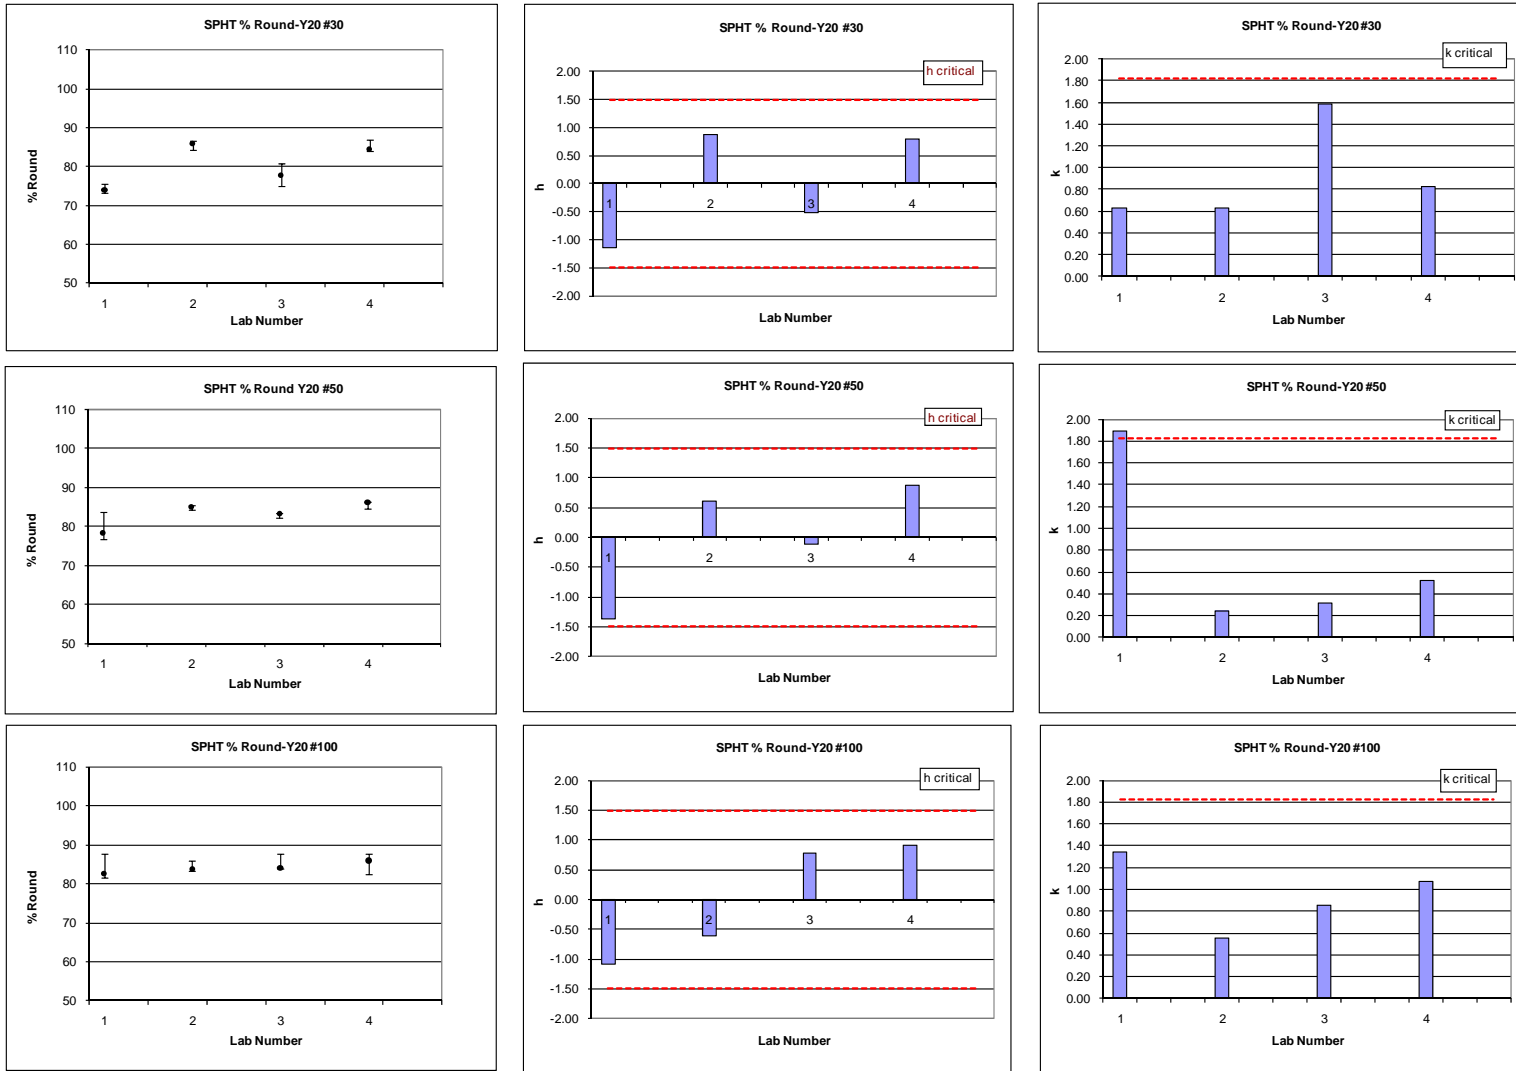 SPHT % Round-Y20 #30
110
100
90
80
70
60
50
% Round
1 2 3 4
Lab Number
SPHT % Round-Y20 #30
h critical
2.00
1.50
1.00
0.50
0.00
-0.50
-1.00
-1.50
-2.00
h
1 2 3 4
Lab Number
SPHT % Round-Y20 #30
k critical
2.00
1.80
1.60
1.40
1.20
1.00
0.80
0.60
0.40
0.20
0.00
k
1 2 3 4
Lab Number
SPHT % Round Y20 #50
110
100
90
80
70
60
50
% Round
1 2 3 4
Lab Number
SPHT % Round-Y20 #50
h critical
2.00
1.50
1.00
0.50
0.00
-0.50
-1.00
-1.50
-2.00
h
1 2 3 4
Lab Number
SPHT % Round-Y20 #50
k critical
2.00
1.80
1.60
1.40
1.20
1.00
0.80
0.60
0.40
0.20
0.00
k
1 2 3 4
Lab Number
SPHT % Round-Y20 #100
110
100
90
80
70
60
50
% Round
1 2 3 4
Lab Number
SPHT % Round-Y20 #100
h critical
2.00
1.50
1.00
0.50
0.00
-0.50
-1.00
-1.50
-2.00
h
1 2 3 4
Lab Number
SPHT % Round-Y20 #100
k critical
2.00
1.80
1.60
1.40
1.20
1.00
0.80
0.60
0.40
0.20
0.00
k
1 2 3 4
Lab Number